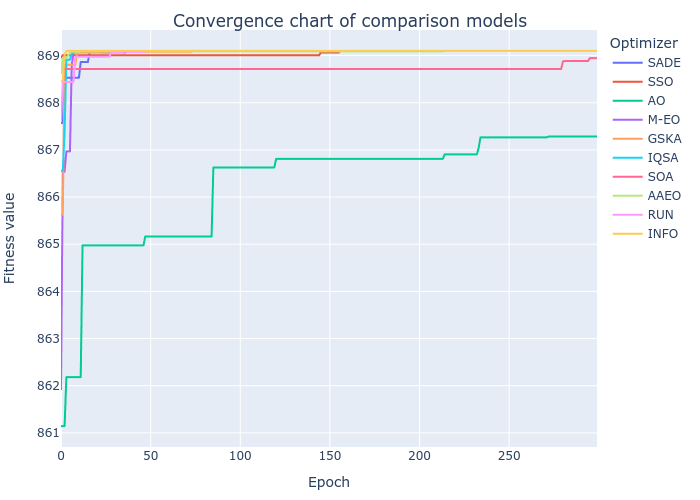 Convergence chart of comparison models
Fitness value
869
868
867
866
865
864
863
862
861
0 50 100 150 200 250
Epoch
Optimizer
SADE
SSO
AO
M-EO
GSKA
IQSA
SOA
AAEO
RUN
INFO